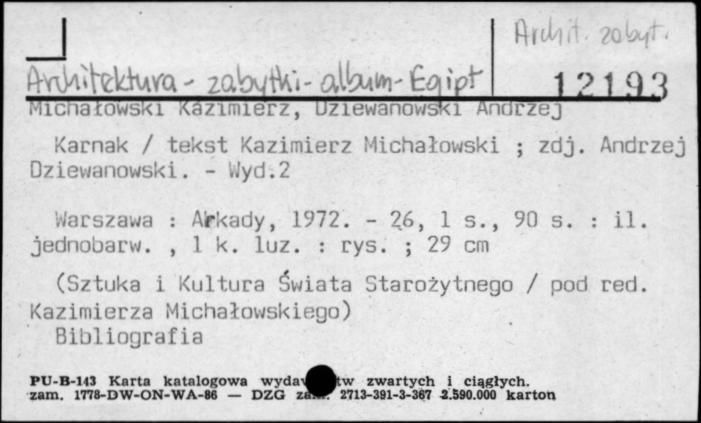 Archit. zabyt.
Architektura - zabytki - album - Egipt 12193
Michałowski Kazimierz, Dziewanowski Andrzej
Karnak / tekst Kazimierz Michałowski ; zdj. Andrzej
Dziewanowski. - Wyd.2
Warszawa : Arkady, 1972. - 26, 1 s., 90 s. : il.
jednobarw. , 1 k. luz. : rys. ; 29 cm
(Sztuka i Kultura Świata Starożytnego / pod red.
Kazimierza Michałowskiego)
Bibliografia
PU-B-143 Karta katalogowa wydaw tw zwartych i ciągłych.
zam. 1778-DW-ON-WA-86 — DZG zam. 2713-391-3-367 2.590.000 karton